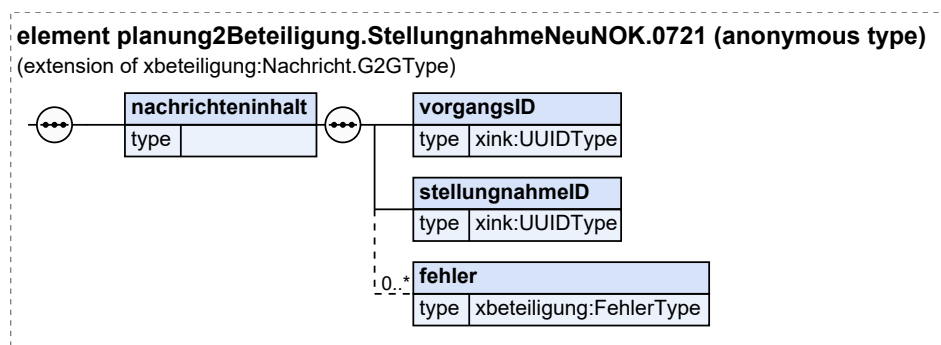 element planung2Beteiligung.StellungnahmeNeuNOK.0721 (anonymous type)
(extension of xbeteiligung:Nachricht.G2GType)
nachrichteninhalt
type
vorgangsID
type xink:UUIDType
stellungnahmeID
type xink:UUIDType
0..*
fehler
type xbeteiligung:FehlerType